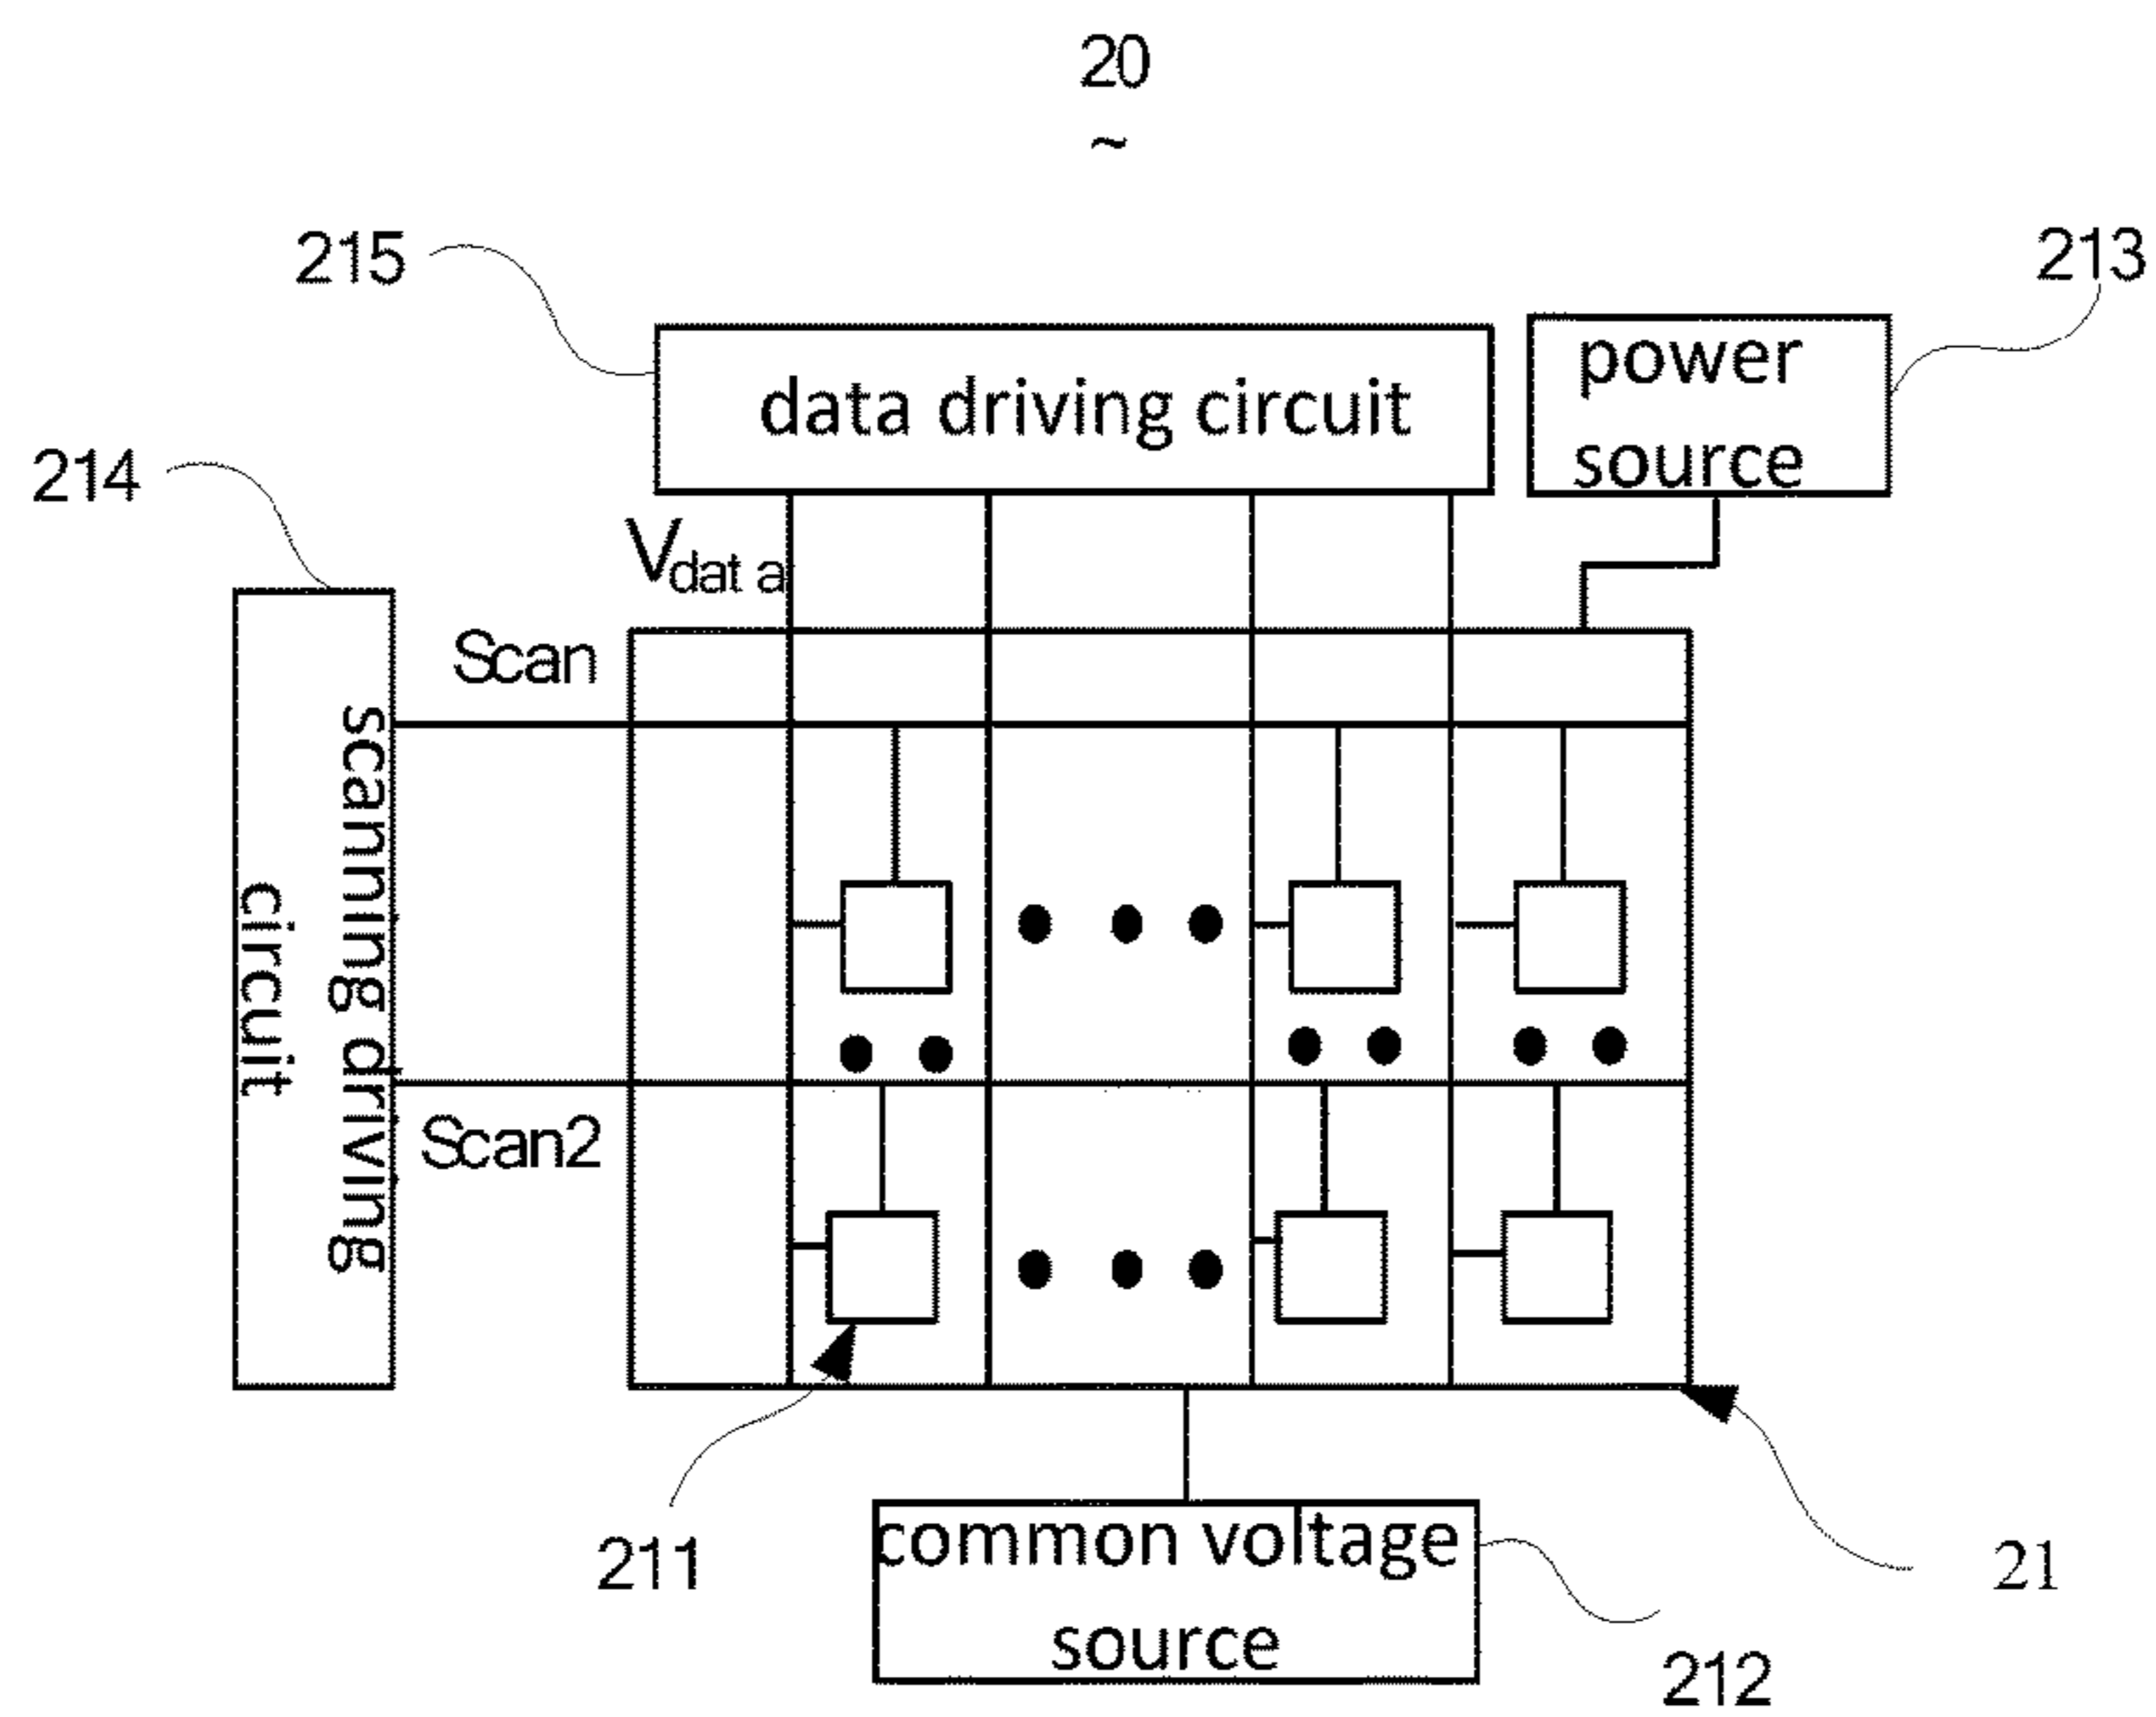 20
~
215
213
data driving circuit
power
source
214
Vdata
Scan
scanning driving
circuit
Scan2
211
common voltage
source
21
212